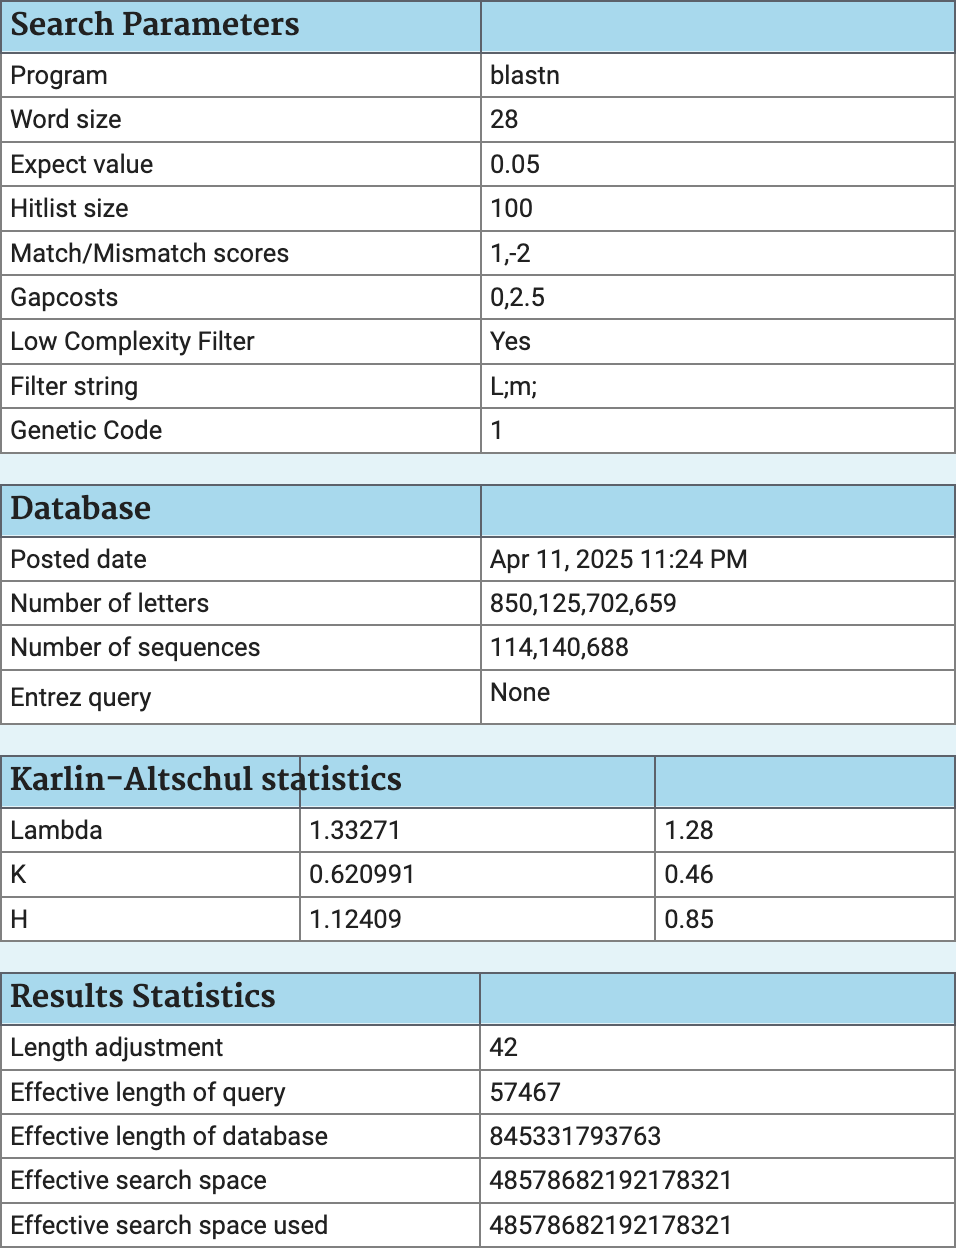 Search Parameters
Program blastn
Word size 28
Expect value 0.05
Hitlist size 100
Match/Mismatch scores 1,-2
Gapcosts 0,2.5
Low Complexity Filter Yes
Filter string L;m;
Genetic Code 1
Database
Posted date Apr 11, 2025 11:24 PM
Number of letters 850,125,702,659
Number of sequences 114,140,688
Entrez query None
Karlin-Altschul statistics
Lambda 1.33271 1.28
K 0.620991 0.46
H 1.12409 0.85
Results Statistics
Length adjustment 42
Effective length of query 57467
Effective length of database 845331793763
Effective search space 48578682192178321
Effective search space used 48578682192178321